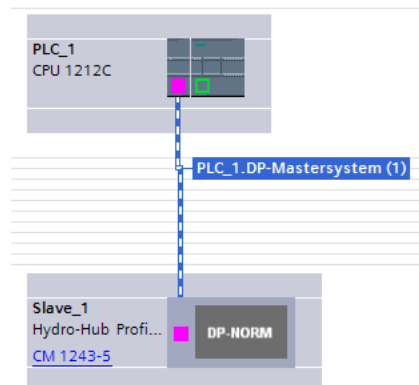 PLC_1
CPU 1212C
PLC_1.DP-Mastersystem (1)
Slave_1
Hydro-Hub Profi...
DP-NORM
CM 1243-5